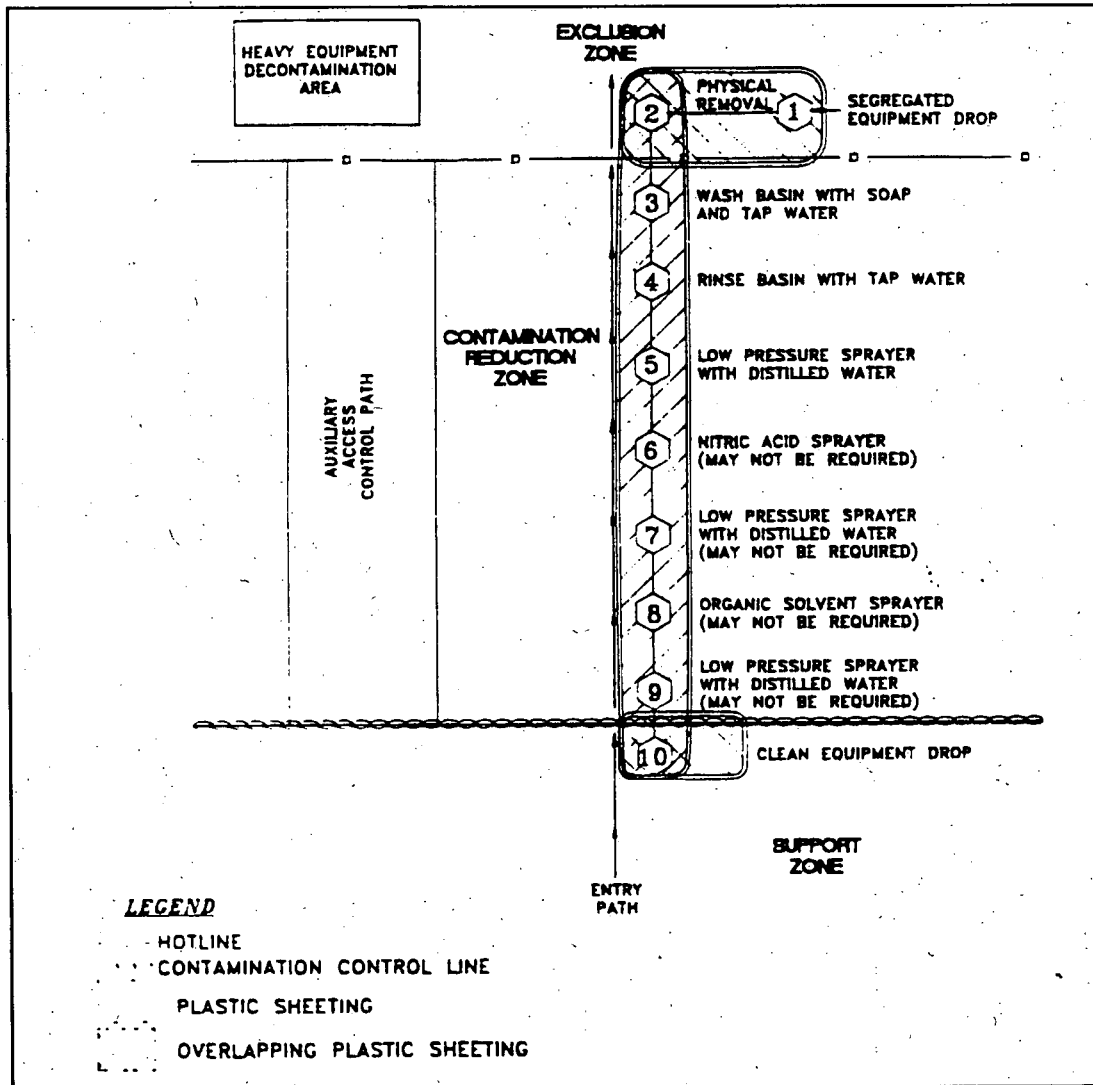 HEAVY EQUIPMENT
DECONTAMINATION
AREA
EXCLUSION
ZONE
PHYSICAL
REMOVAL
2
1
SEGREGATED
EQUIPMENT DROP
3
WASH BASIN WITH SOAP
AND TAP WATER
4
RINSE BASIN WITH TAP WATER
CONTAMINATION
REDUCTION
ZONE
5
LOW PRESSURE SPRAYER
WITH DISTILLED WATER
AUXILIARY
ACCESS
CONTROL PATH
6
NITRIC ACID SPRAYER
(MAY NOT BE REQUIRED)
7
LOW PRESSURE SPRAYER
WITH DISTILLED WATER
(MAY NOT BE REQUIRED)
8
ORGANIC SOLVENT SPRAYER
(MAY NOT BE REQUIRED)
9
LOW PRESSURE SPRAYER
WITH DISTILLED WATER
(MAY NOT BE REQUIRED)
10
CLEAN EQUIPMENT DROP
SUPPORT
ZONE
ENTRY
PATH
LEGEND
HOTLINE
CONTAMINATION CONTROL LINE
PLASTIC SHEETING
OVERLAPPING PLASTIC SHEETING